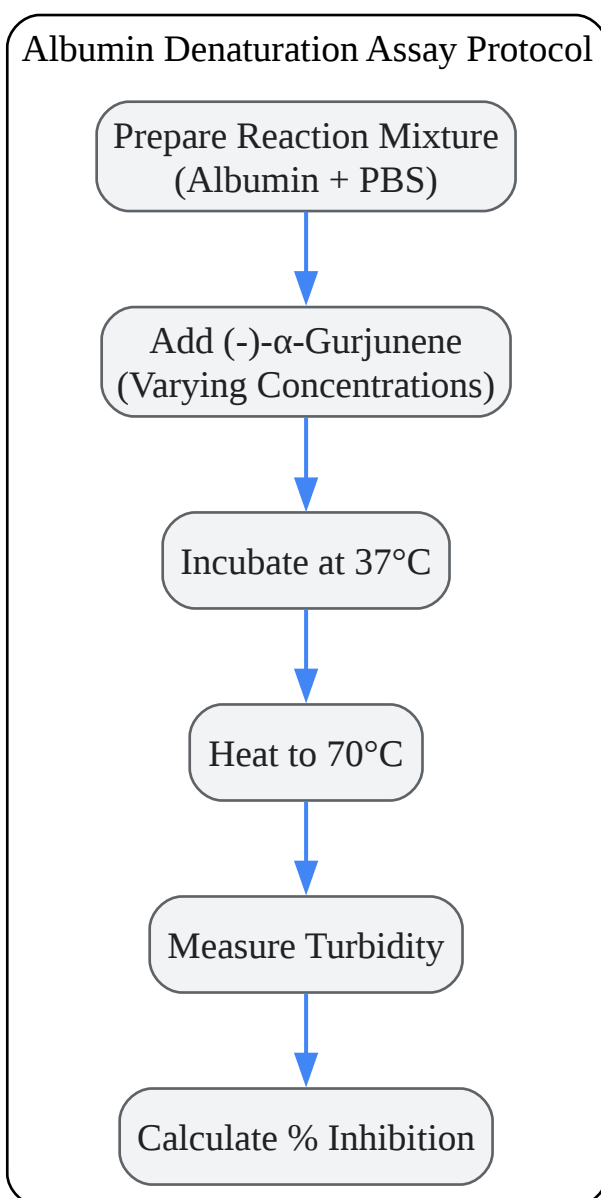 Albumin Denaturation Assay Protocol
Prepare Reaction Mixture
(Albumin + PBS)
Add (-)-α-Gurjunene
(Varying Concentrations)
Incubate at 37°C
Heat to 70°C
Measure Turbidity
Calculate % Inhibition